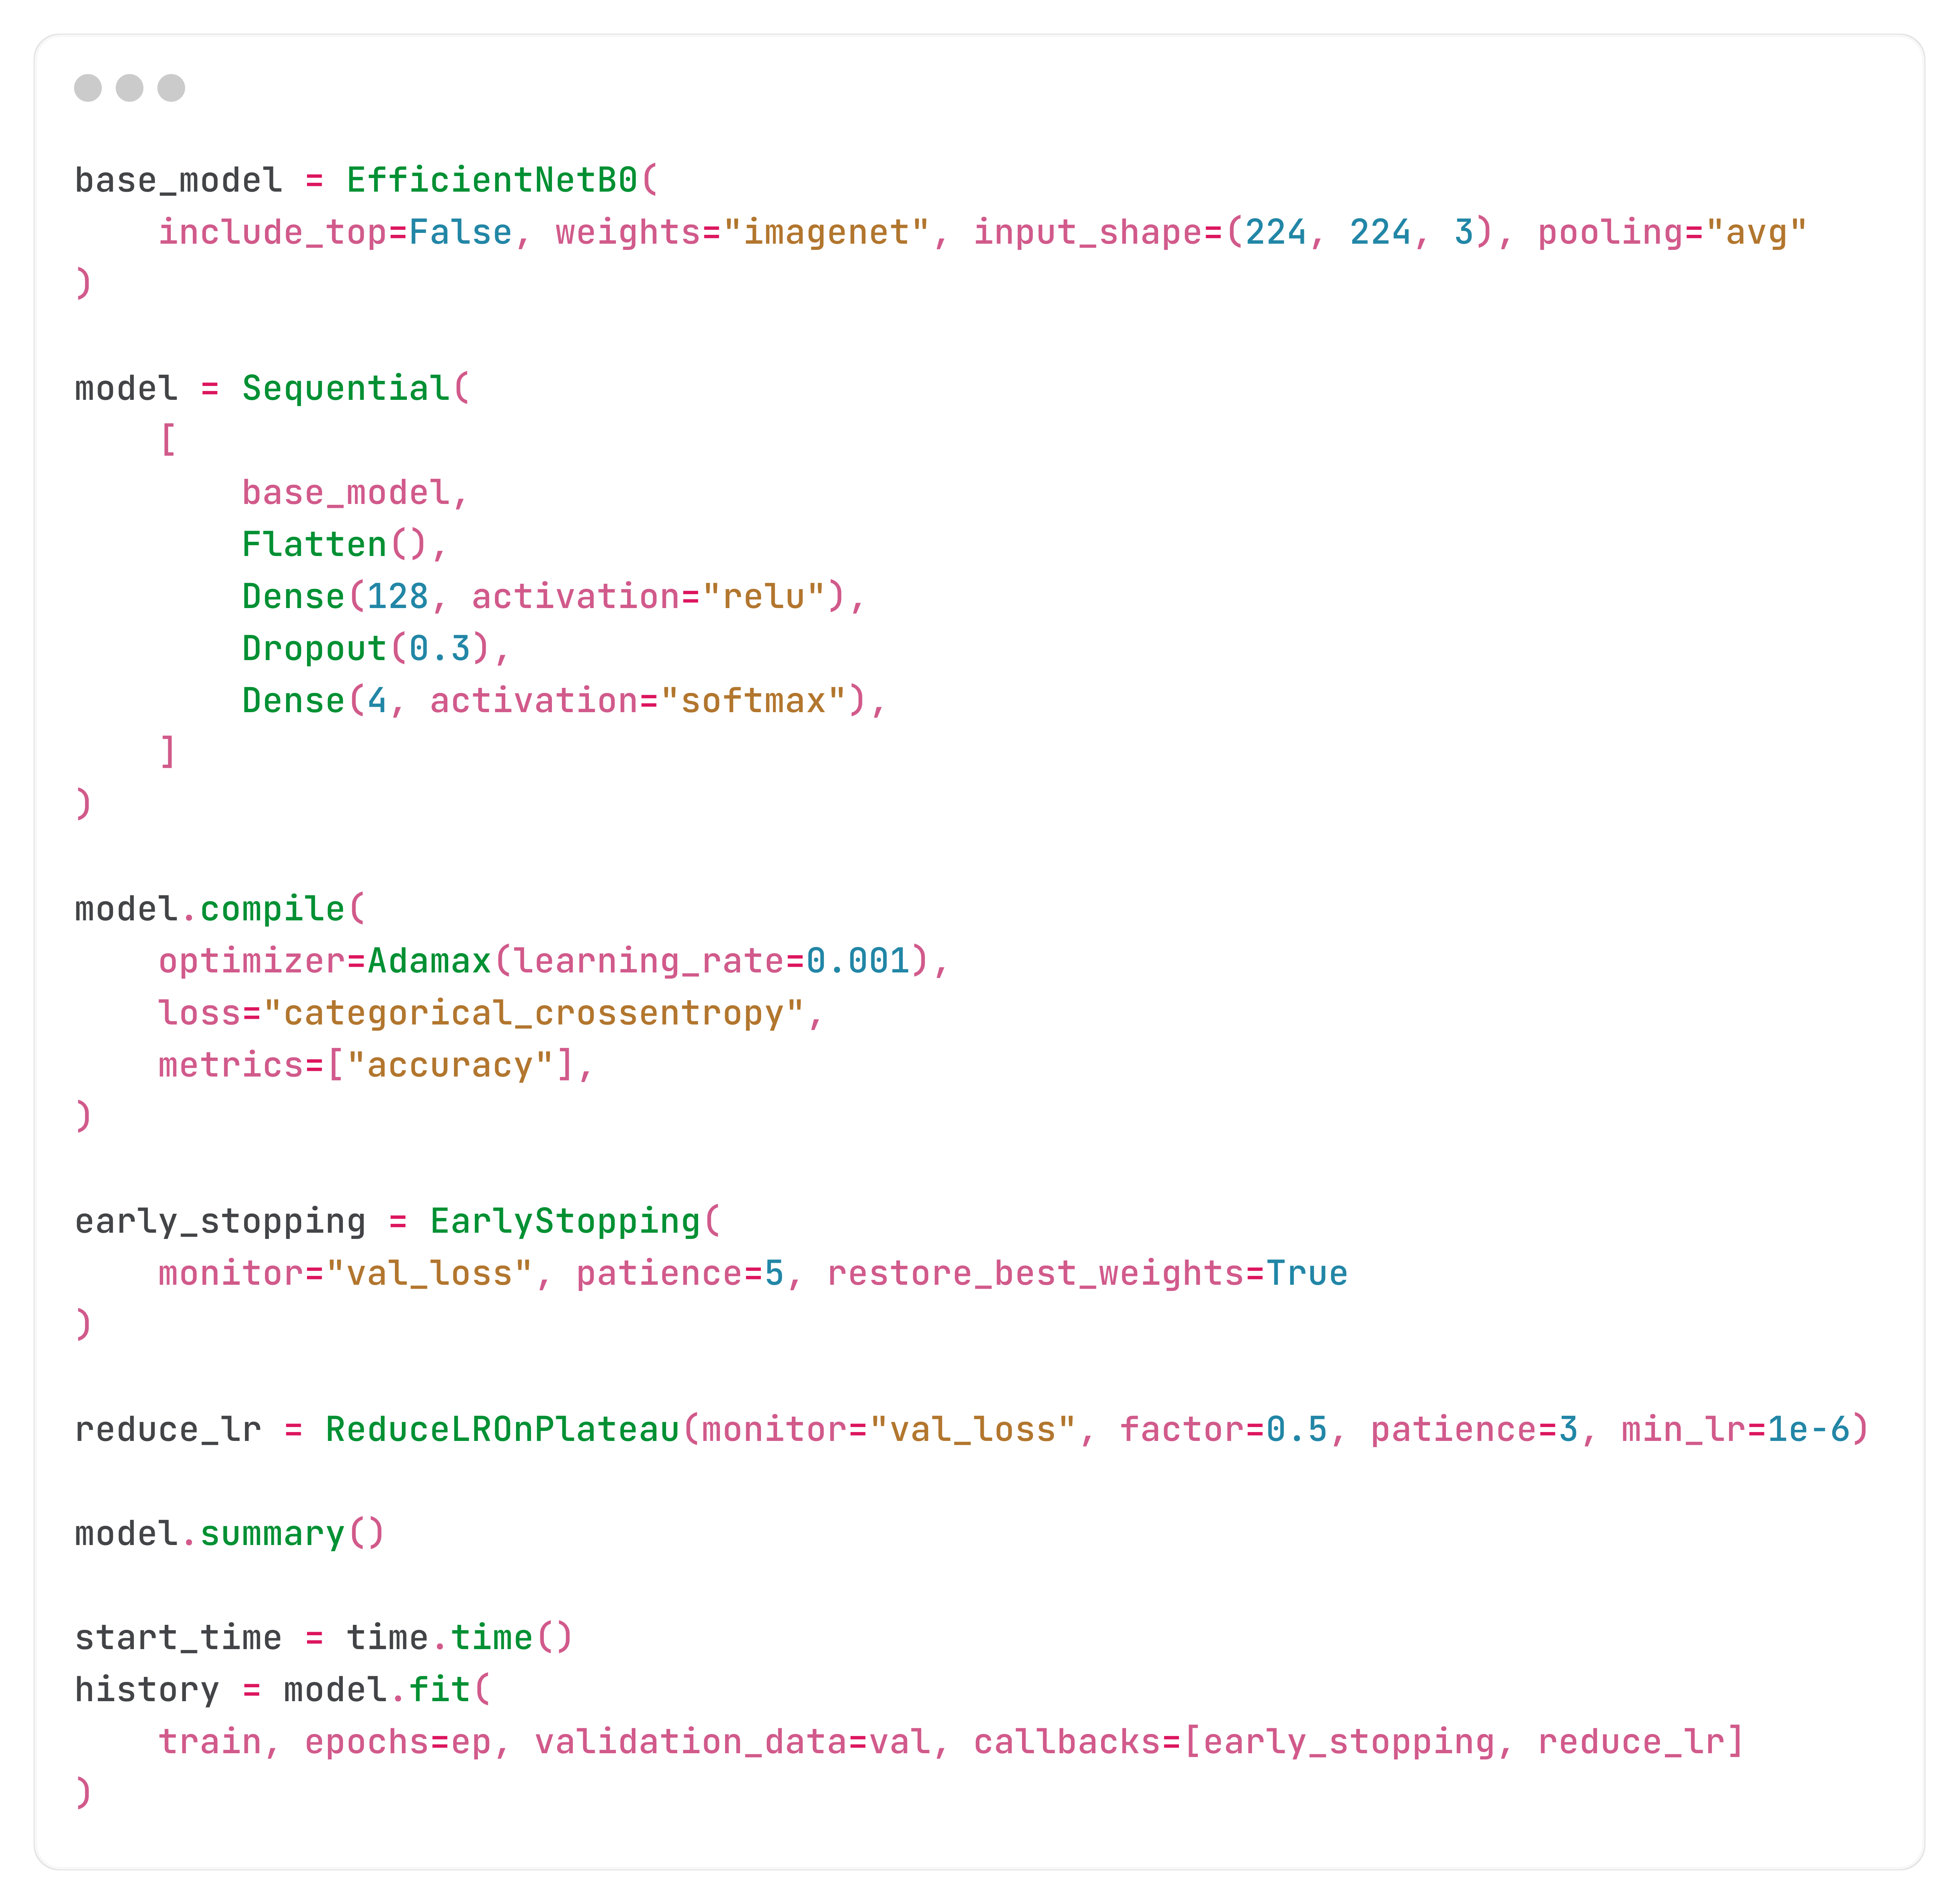 base_model = EfficientNetB0(
    include_top=False, weights="imagenet", input_shape=(224, 224, 3), pooling="avg"
)

model = Sequential(
    [
        base_model,
        Flatten(),
        Dense(128, activation="relu"),
        Dropout(0.3),
        Dense(4, activation="softmax"),
    ]
)

model.compile(
    optimizer=Adamax(learning_rate=0.001),
    loss="categorical_crossentropy",
    metrics=["accuracy"],
)

early_stopping = EarlyStopping(
    monitor="val_loss", patience=5, restore_best_weights=True
)

reduce_lr = ReduceLROnPlateau(monitor="val_loss", factor=0.5, patience=3, min_lr=1e-6)

model.summary()

start_time = time.time()
history = model.fit(
    train, epochs=ep, validation_data=val, callbacks=[early_stopping, reduce_lr]
)